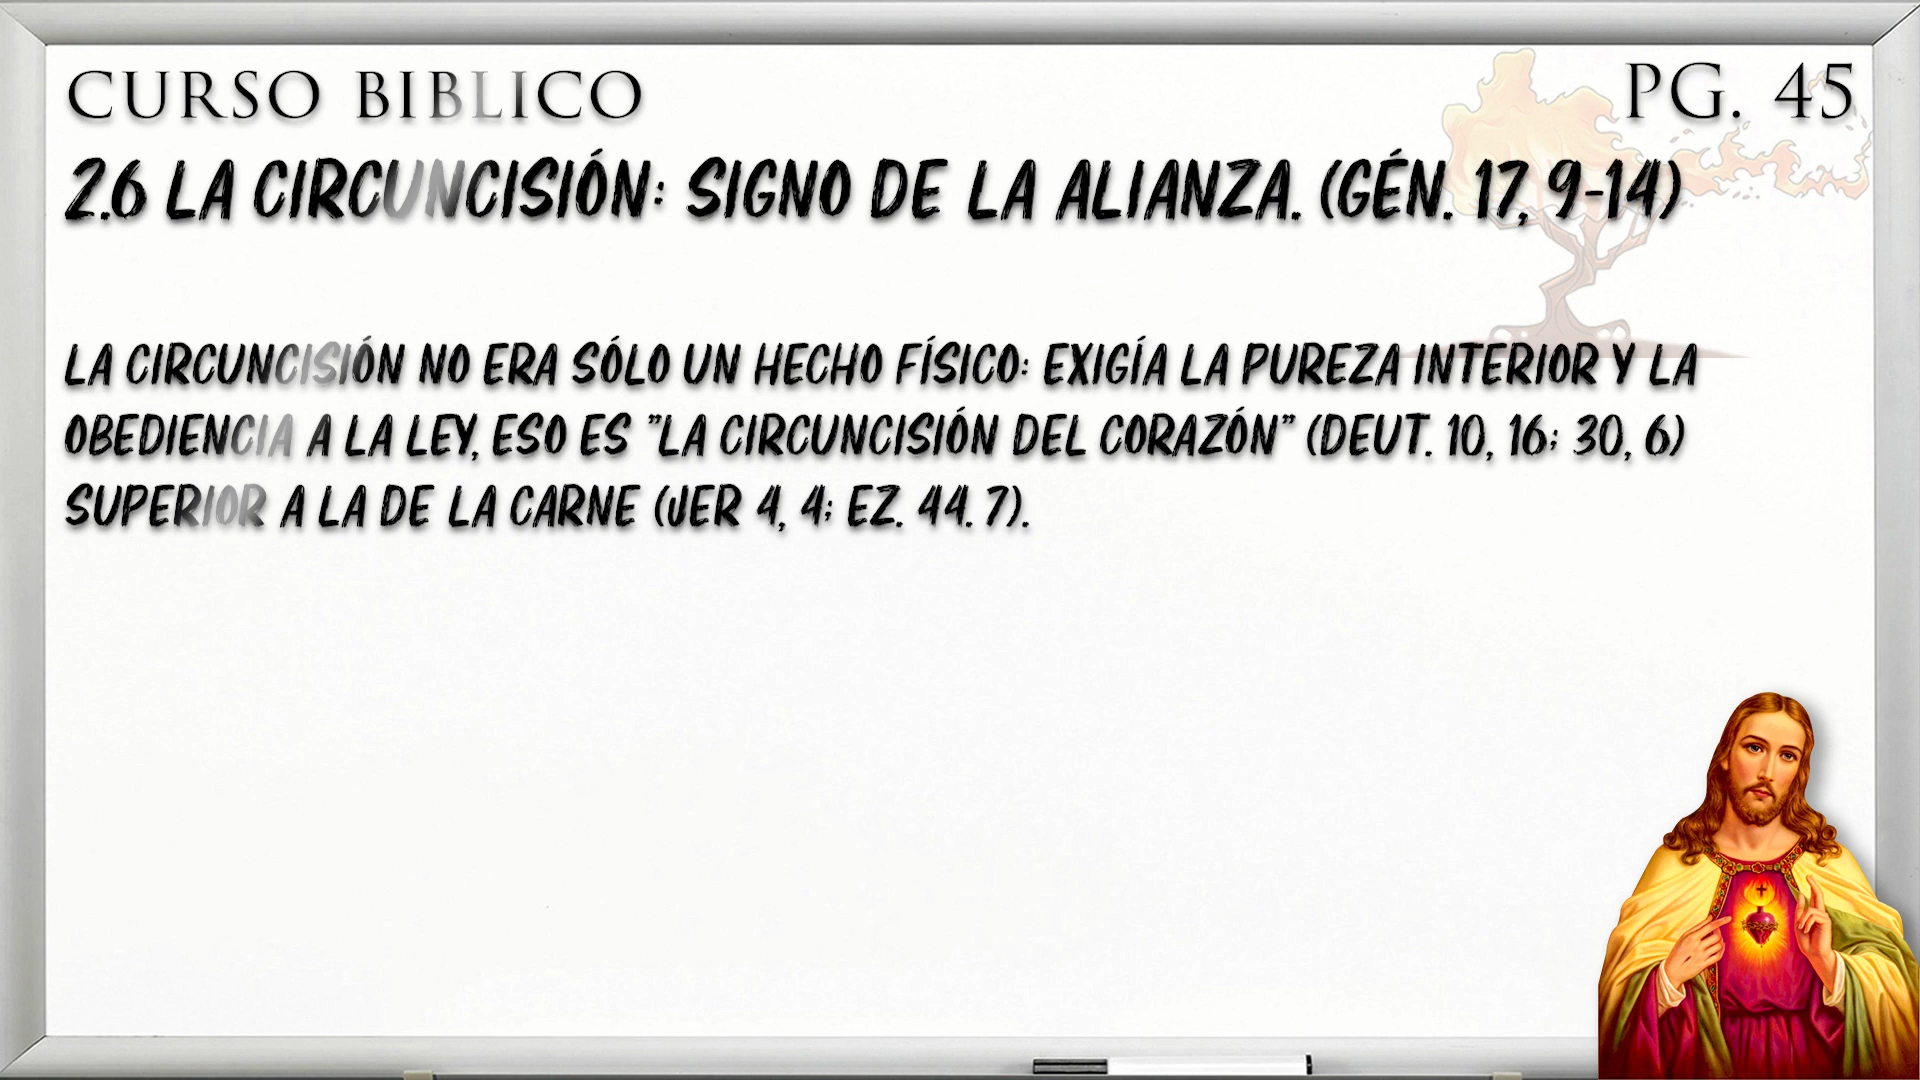 CURSO BIBLICO
PG. 45
2.6 LA CIRCUNCISIÓN: SIGNO DE LA ALIANZA. (GÉN. 17, 9-14)
LA CIRCUNCISIÓN NO ERA SÓLO UN HECHO FÍSICO: EXIGÍA LA PUREZA INTERIOR Y LA
OBEDIENCIA A LA LEY, ESO ES "LA CIRCUNCISIÓN DEL CORAZÓN" (DEUT. 10, 16; 30, 6)
SUPERIOR A LA DE LA CARNE (JER 4, 4; EZ. 44. 7).